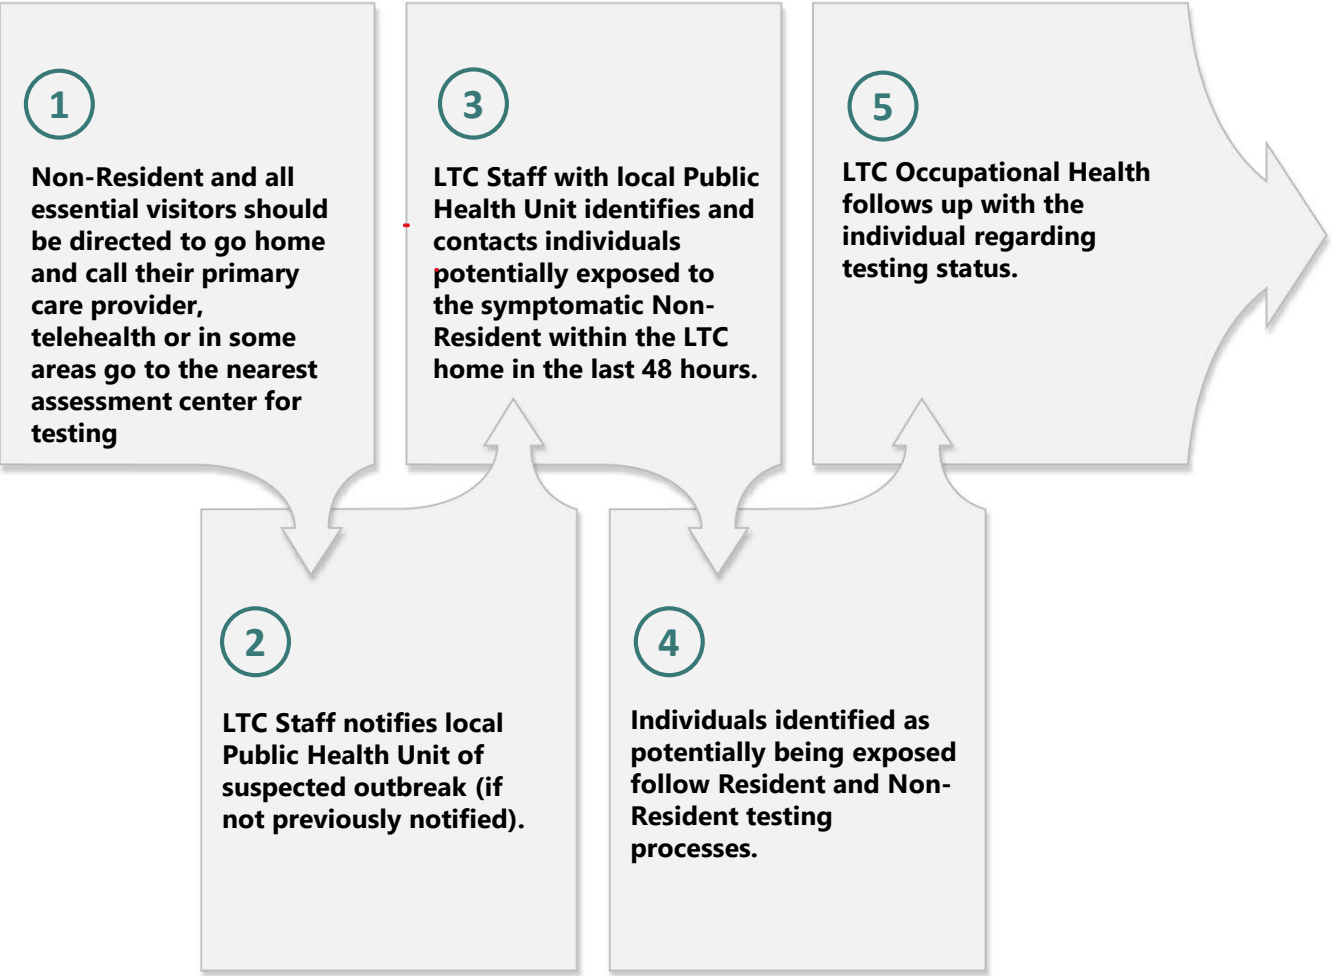 1
Non-Resident and all
essential visitors should
be directed to go home
and call their primary
care provider,
telehealth or in some
areas go to the nearest
assessment center for
testing
2
LTC Staff notifies local
Public Health Unit of
suspected outbreak (if
not previously notified).
3
LTC Staff with local Public
Health Unit identifies and
contacts individuals
potentially exposed to
the symptomatic Non-
Resident within the LTC
home in the last 48 hours.
4
Individuals identified as
potentially being exposed
follow Resident and Non-
Resident testing
processes.
5
LTC Occupational Health
follows up with the
individual regarding
testing status.